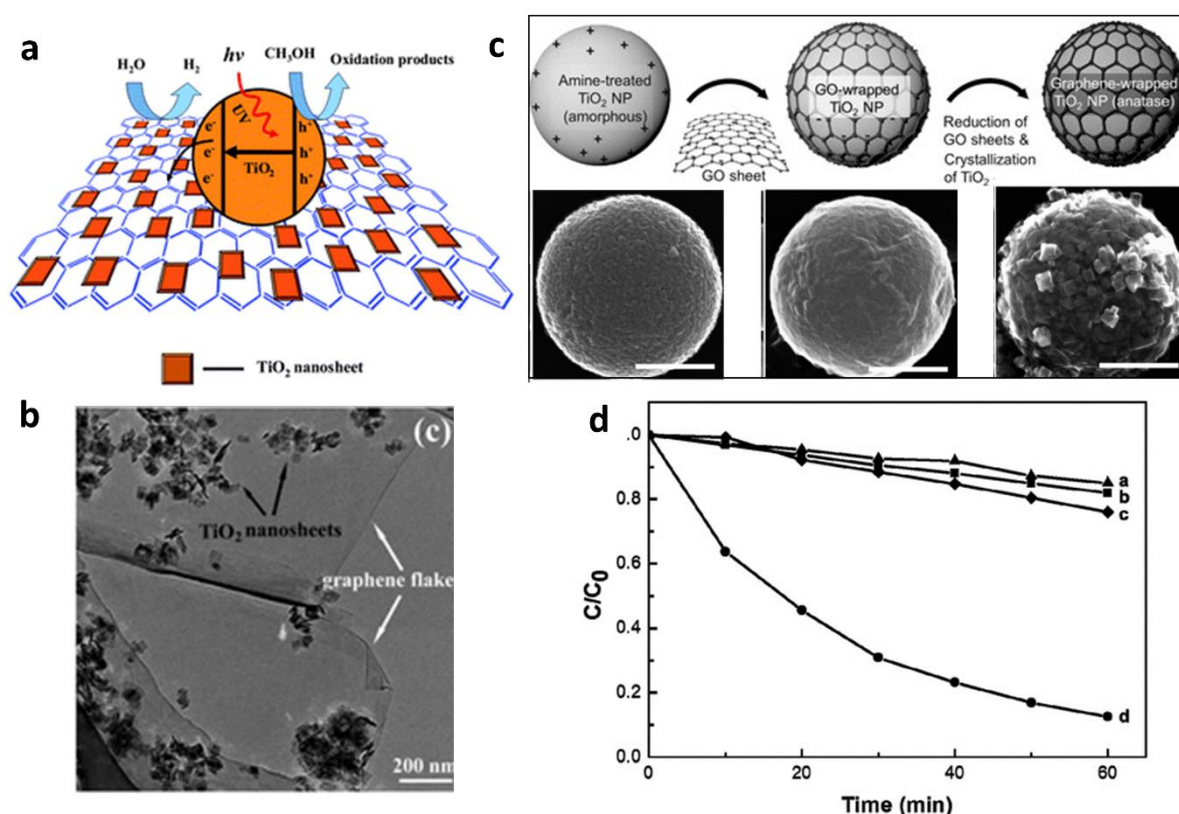 a
H₂O
H₂
hν
CH₃OH
Oxidation products
UV
e⁻
h⁺
e⁻
h⁺
e⁻
h⁺
TiO₂
TiO₂ nanosheet
b
(c)
TiO₂ nanosheets
graphene flake
200 nm
c
Amine-treated
TiO₂ NP
(amorphous)
GO sheet
GO-wrapped
TiO₂ NP
Reduction of
GO sheets &
Crystallization
of TiO₂
Graphene-wrapped
TiO₂ NP (anatase)
d
C/C₀
.0
0.8
0.6
0.4
0.2
0.0
0
20
40
60
Time (min)
a
b
c
d